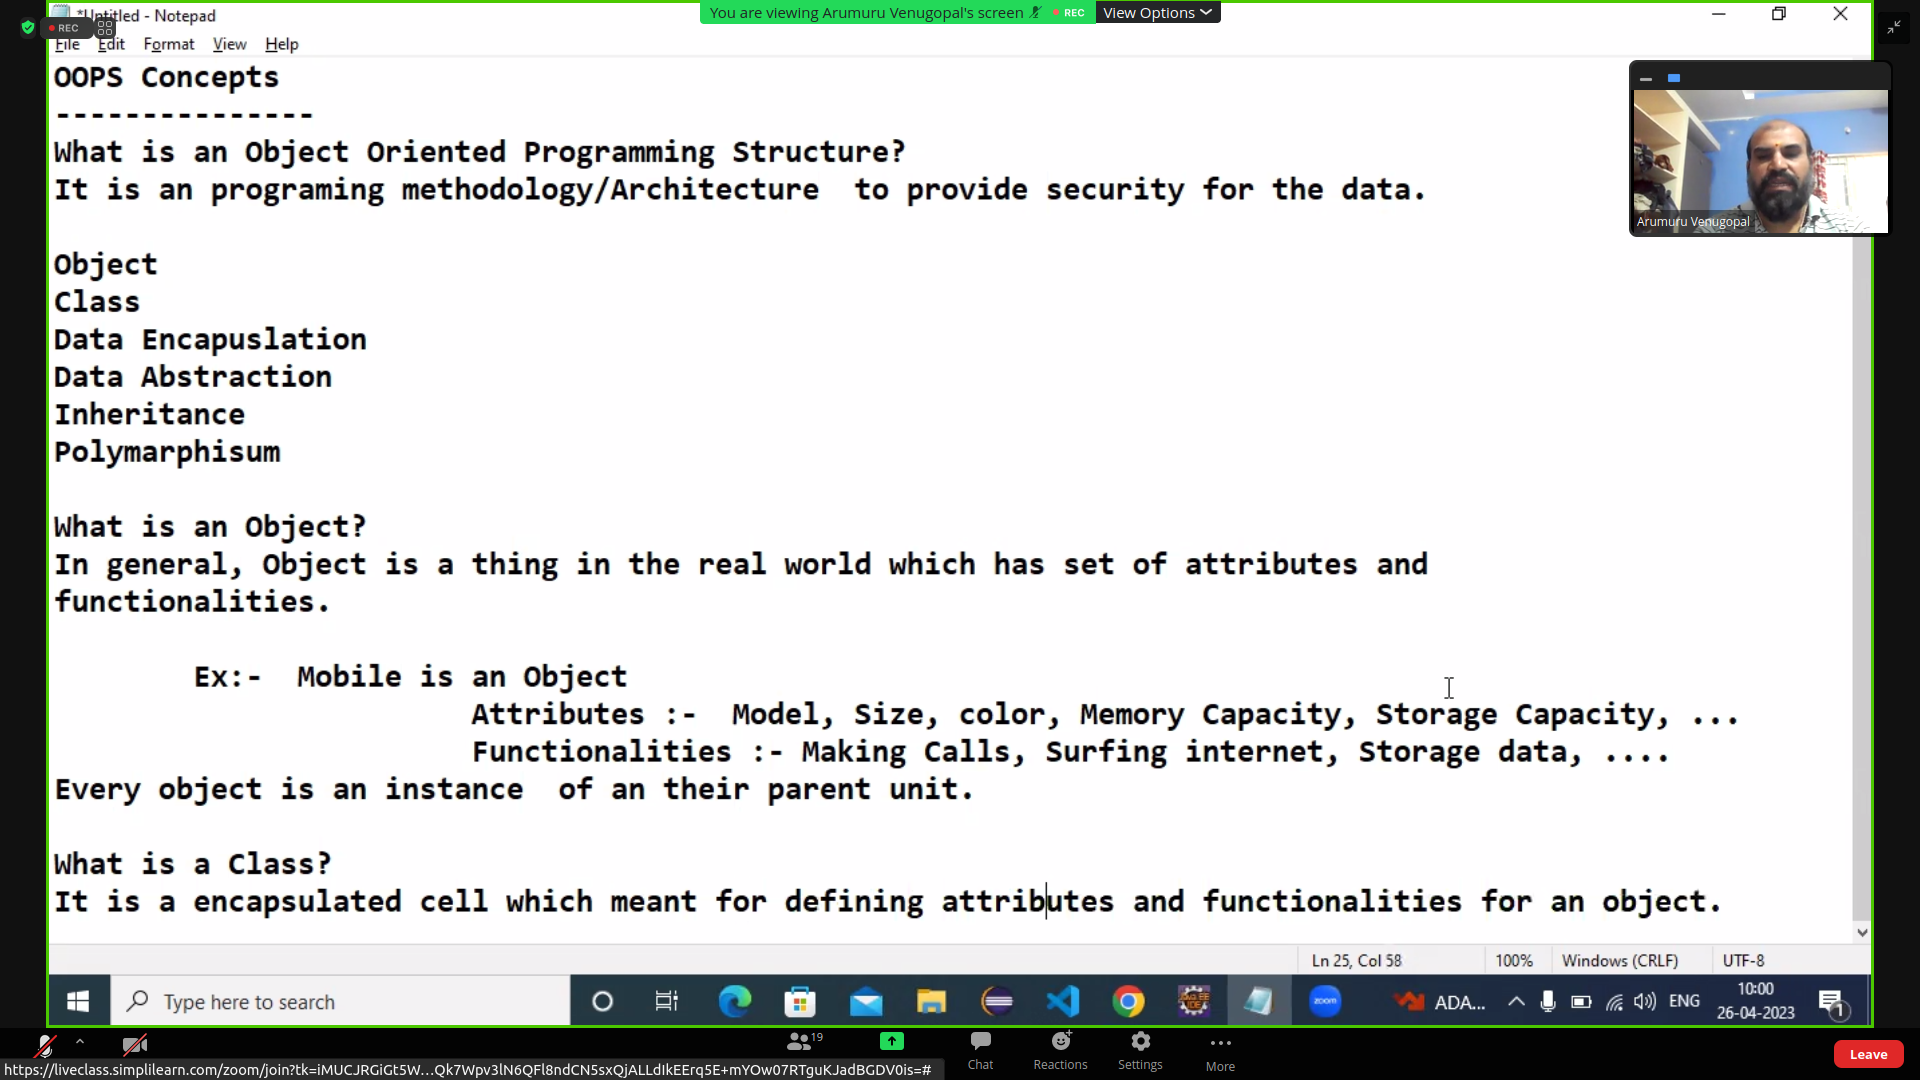 *Untitled - Notepad
You are viewing Arumuru Venugopal's screen
REC
View Options
REC
File Edit Format View Help
OOPS Concepts
---------------
What is an Object Oriented Programming Structure?
It is an programing methodology/Architecture  to provide security for the data.
Arumuru Venugopal
Object
Class
Data Encapuslation
Data Abstraction
Inheritance
Polymarphisum
What is an Object?
In general, Object is a thing in the real world which has set of attributes and
functionalities.
Ex:-  Mobile is an Object
Attributes :-  Model, Size, color, Memory Capacity, Storage Capacity, ...
Functionalities :- Making Calls, Surfing internet, Storage data, ....
Every object is an instance  of an their parent unit.
What is a Class?
It is a encapsulated cell which meant for defining attributes and functionalities for an object.
Ln 25, Col 58 100% Windows (CRLF) UTF-8
Type here to search
zoom
ADA...
ENG
10:00
26-04-2023
1
19
Chat Reactions Settings More
Leave
https://liveclass.simplilearn.com/zoom/join?tk=iMUCJRGiGt5W...Qk7Wpv3lN6QFl8ndCN5sxQjALLdIkEErq5E+mYOw07RTguKJadBGDV0is=#